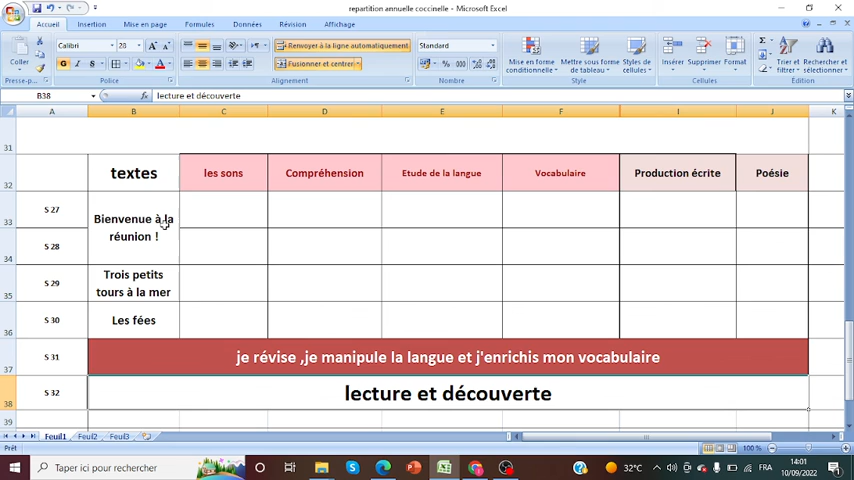 repartition annuelle coccinelle - Microsoft Excel
Accueil Insertion Mise en page Formules Données Révision Affichage
Calibri 28 Renvoyer à la ligne automatiquement Standard
Coller G I S Fusionner et centrer % 000 Mise en forme conditionnelle Mettre sous forme de tableau Styles de cellules Insérer Supprimer Format Trier et filtrer Rechercher et sélectionner
Presse-p... Police Alignement Nombre Style Cellules Édition
B38 fx lecture et découverte
A B C D E F I J K
31
32 textes les sons Compréhension Etude de la langue Vocabulaire Production écrite Poésie
33 S 27 Bienvenue à la
34 S 28 réunion !
35 S 29 Trois petits
tours à la mer
36 S 30 Les fées
37 S 31 je révise ,je manipule la langue et j'enrichis mon vocabulaire
38 S 32 lecture et découverte
39
Feuil1 Feuil2 Feuil3
Prêt 100 %
Taper ici pour rechercher 32°C FRA 14:01
10/09/2022